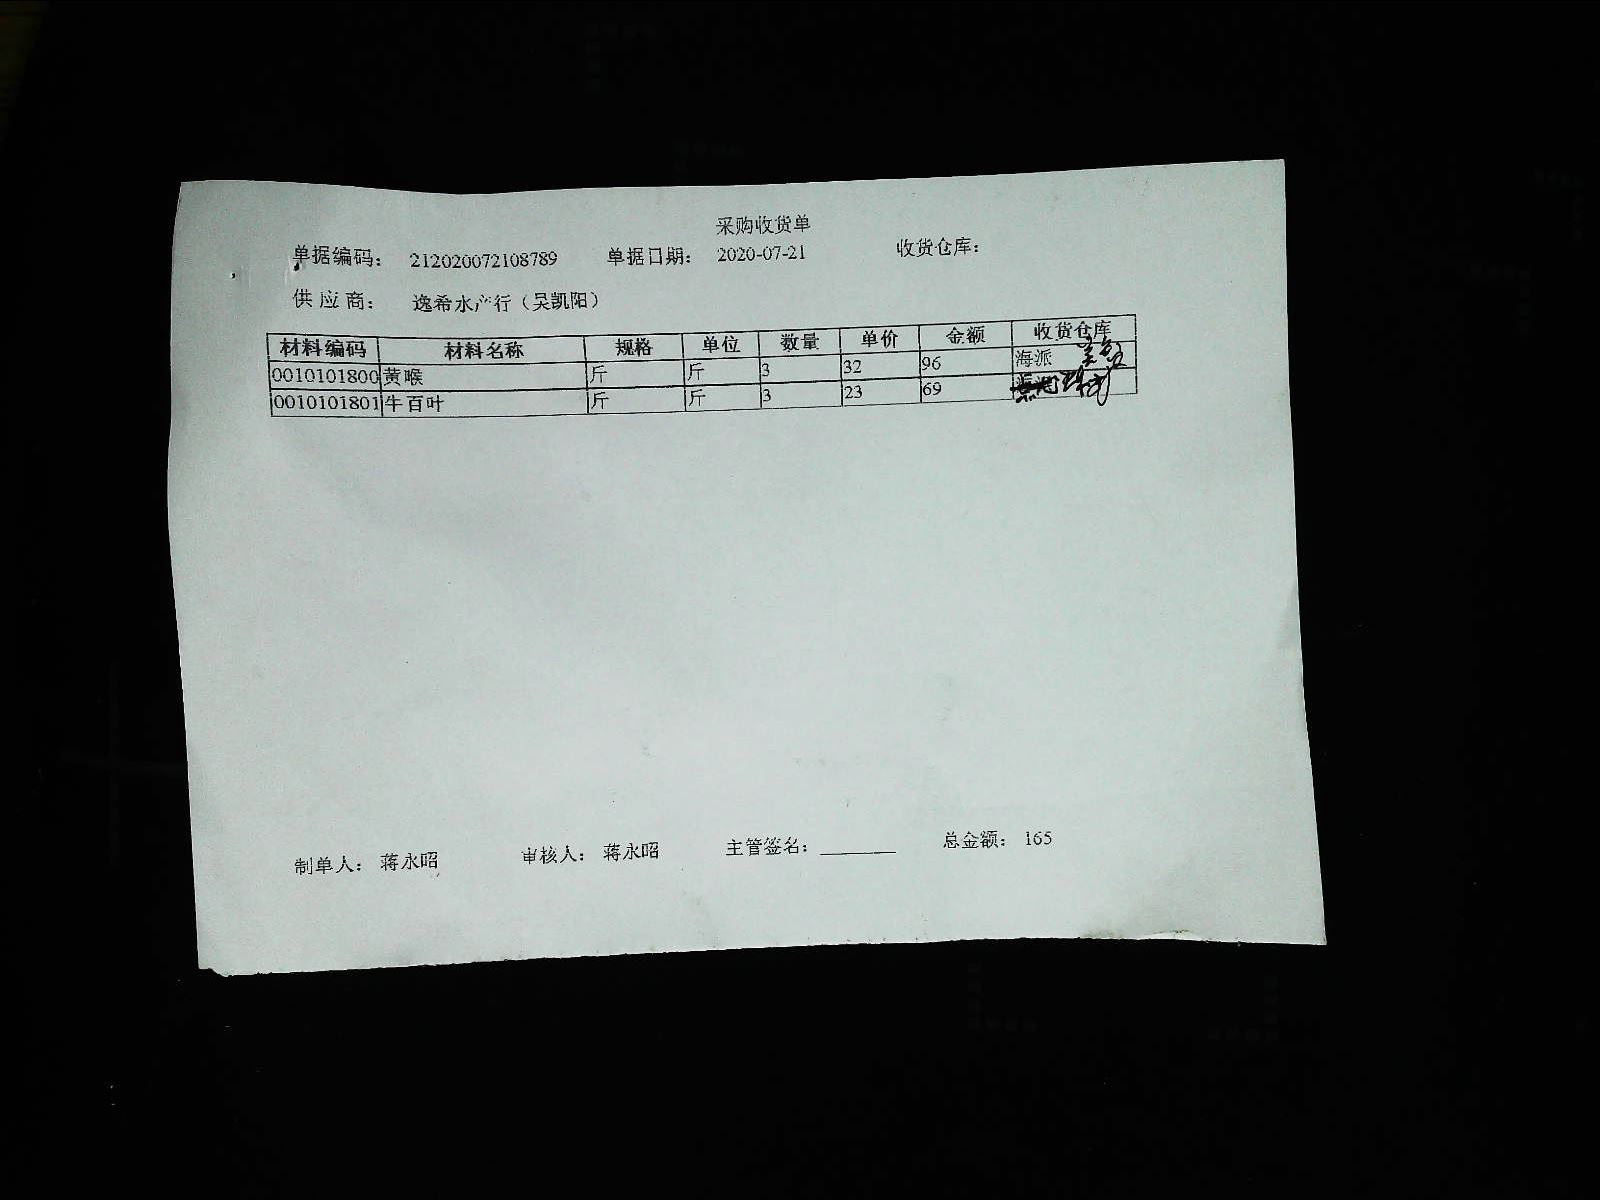 采购收货单
单据编码： 212020072108789 单据日期： 2020-07-21 收货仓库：
供 应 商： 逸希水产行（吴凯阳）
材料编码 材料名称 规格 单位 数量 单价 金额 收货仓库
0010101800 黄喉 斤 斤 3 32 96 海派
0010101801 牛百叶 斤 斤 3 23 69
制单人： 蒋永昭 审核人： 蒋永昭 主管签名：________ 总金额： 165